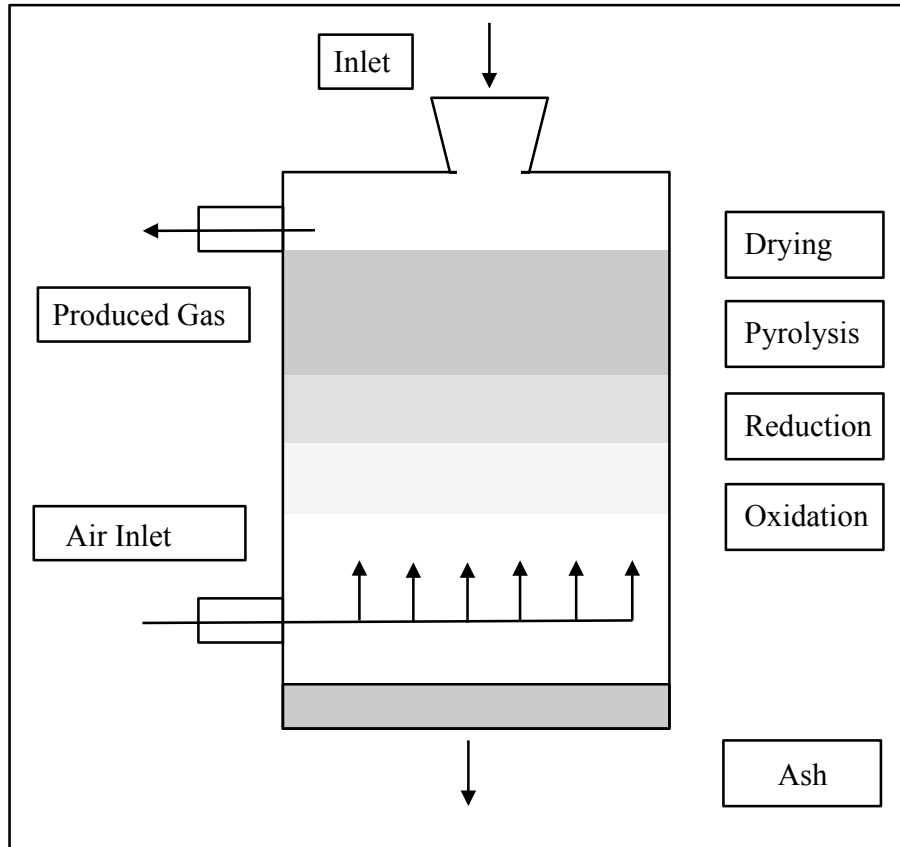 Inlet
Drying
Produced Gas
Pyrolysis
Reduction
Air Inlet
Oxidation
Ash